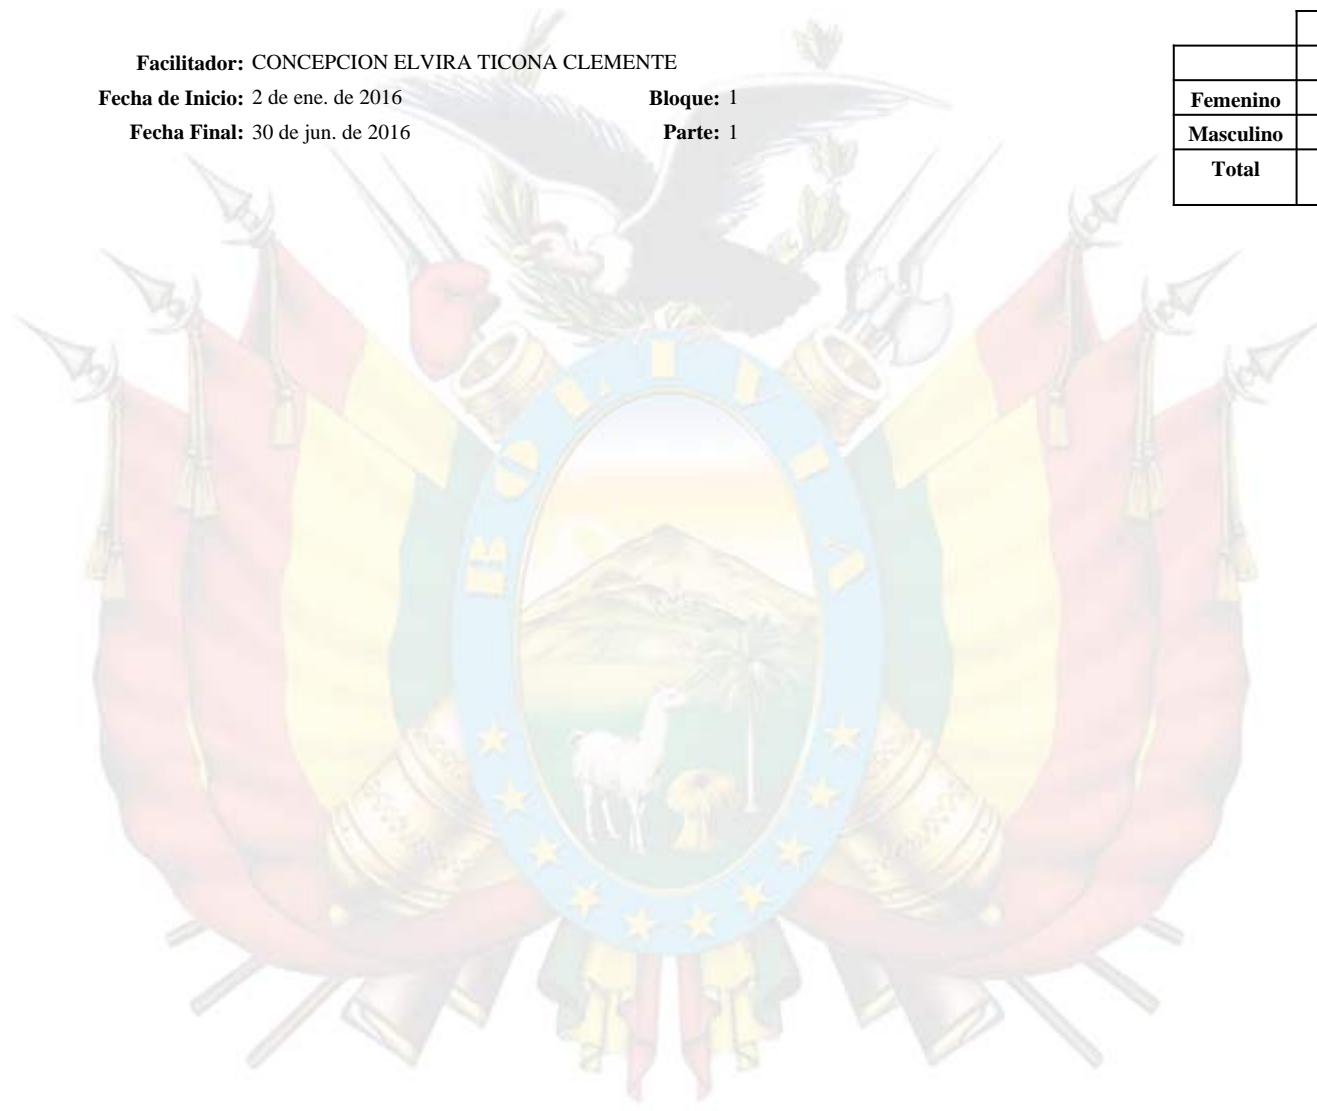 Facilitador: CONCEPCION ELVIRA TICONA CLEMENTE
Fecha de Inicio: 2 de ene. de 2016 Bloque: 1
Fecha Final: 30 de jun. de 2016 Parte: 1
Femenino
Masculino
Total
BOLIVIA